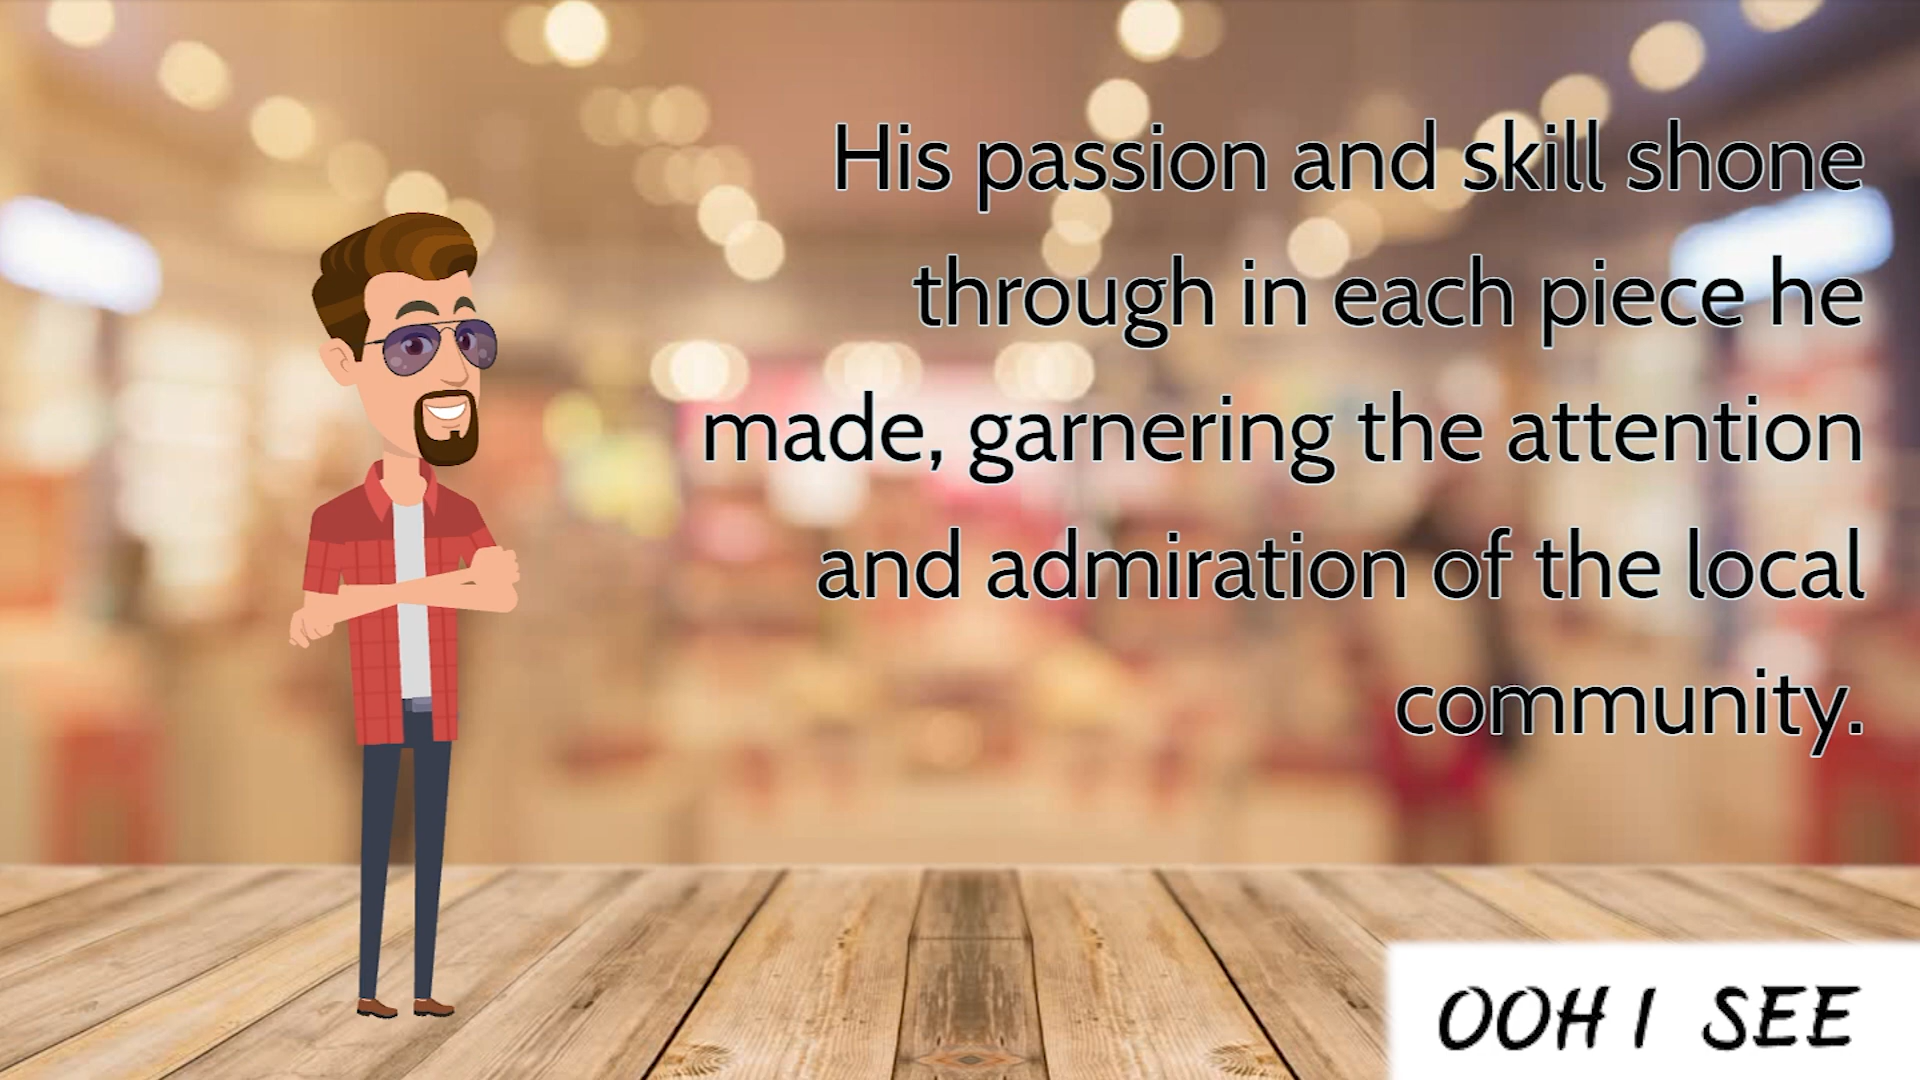 His passion and skill shone
through in each piece he
made, garnering the attention
and admiration of the local
community.
OOH I SEE